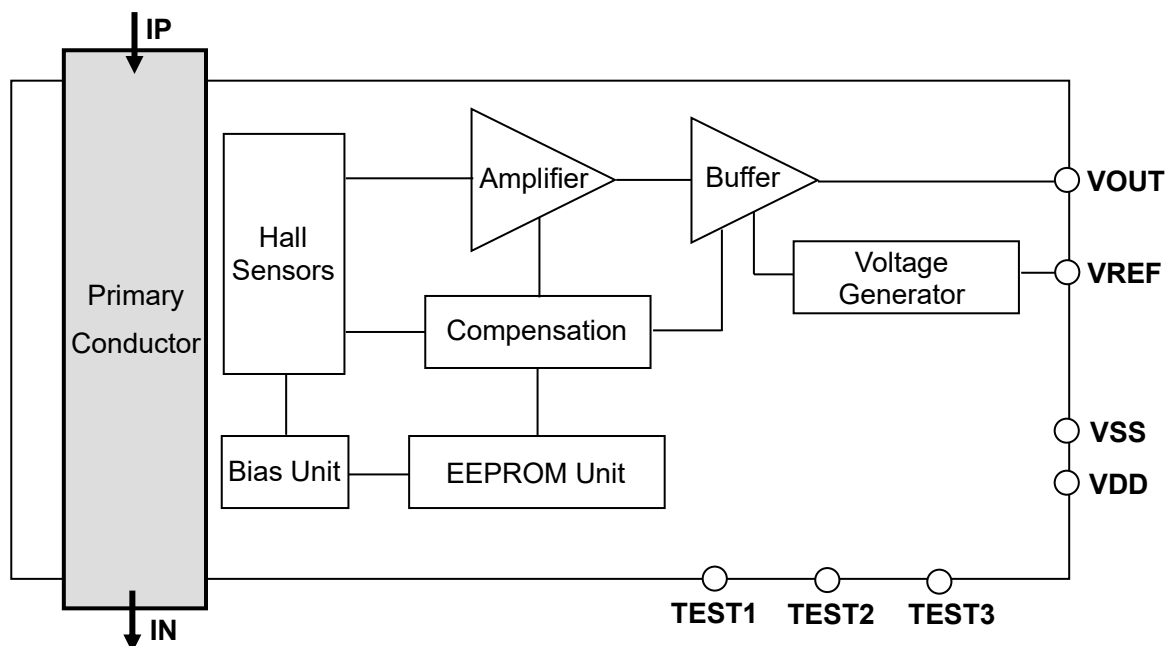 IP
Amplifier
Buffer
VOUT
Hall
Sensors
Voltage
Generator
VREF
Primary
Conductor
Compensation
VSS
Bias Unit
EEPROM Unit
VDD
TEST1
TEST2
TEST3
IN